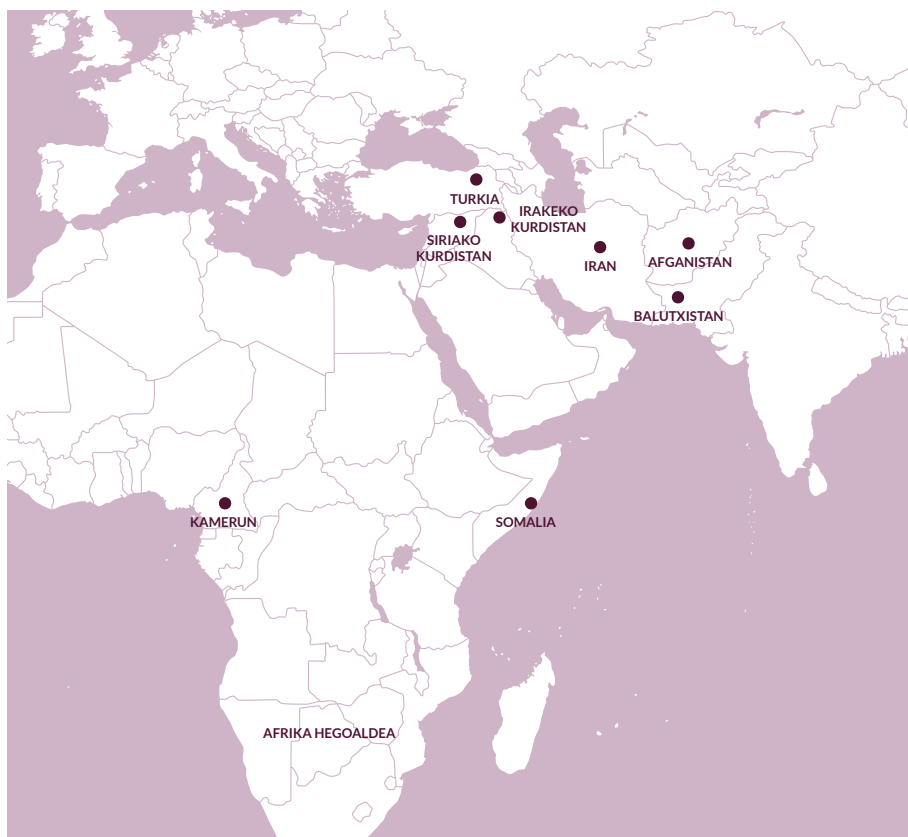 TURKIA
IRAKEKO
KURDISTAN
SIRIAKO
KURDISTAN
IRAN
AFGANISTAN
BALUTXISTAN
KAMERUN
SOMALIA
AFRIKA HEGOALDEA